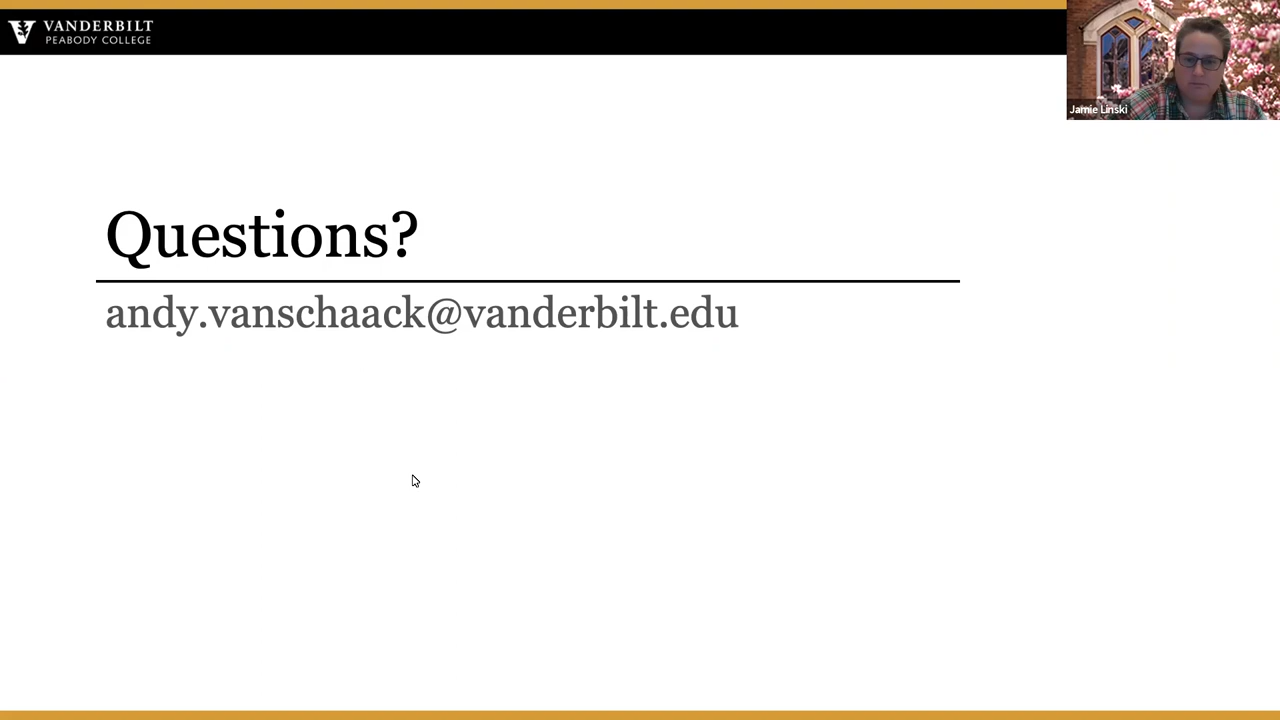 VANDERBILT
PEABODY COLLEGE
Jamie Linski
Questions?
andy.vanschaack@vanderbilt.edu